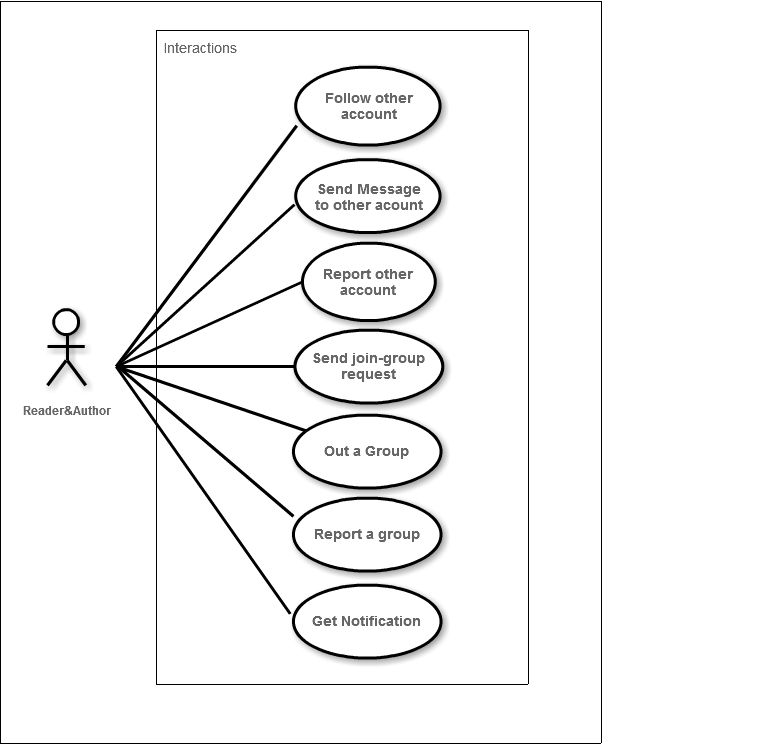 Interactions
Follow other
account
Send Message
to other acount
Report other
account
Send join-group
request
Out a Group
Report a group
Get Notification
Reader&Author